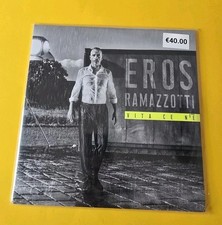 €40.00
EROS
RAMAZZOTTI
VITA CE N'È